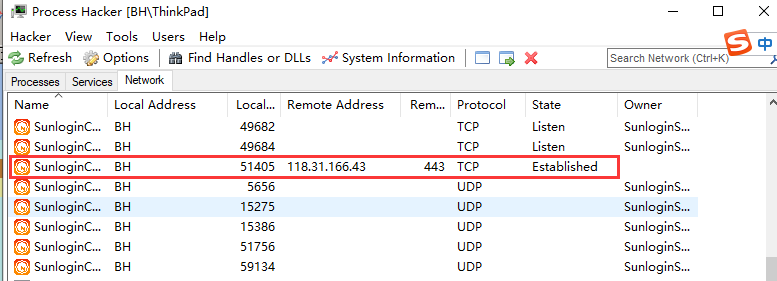 Process Hacker [BH\ThinkPad]
Hacker View Tools Users Help
Refresh Options Find Handles or DLLs System Information Search Network (Ctrl+K)
Processes Services Network
Name Local Address Local... Remote Address Rem... Protocol State Owner
SunloginC... BH 49682 TCP Listen SunloginS...
SunloginC... BH 49684 TCP Listen SunloginS...
SunloginC... BH 51405 118.31.166.43 443 TCP Established
SunloginC... BH 5656 UDP SunloginS...
SunloginC... BH 15275 UDP SunloginS...
SunloginC... BH 15386 UDP SunloginS...
SunloginC... BH 51756 UDP SunloginS...
SunloginC... BH 59134 UDP SunloginS...
S 中